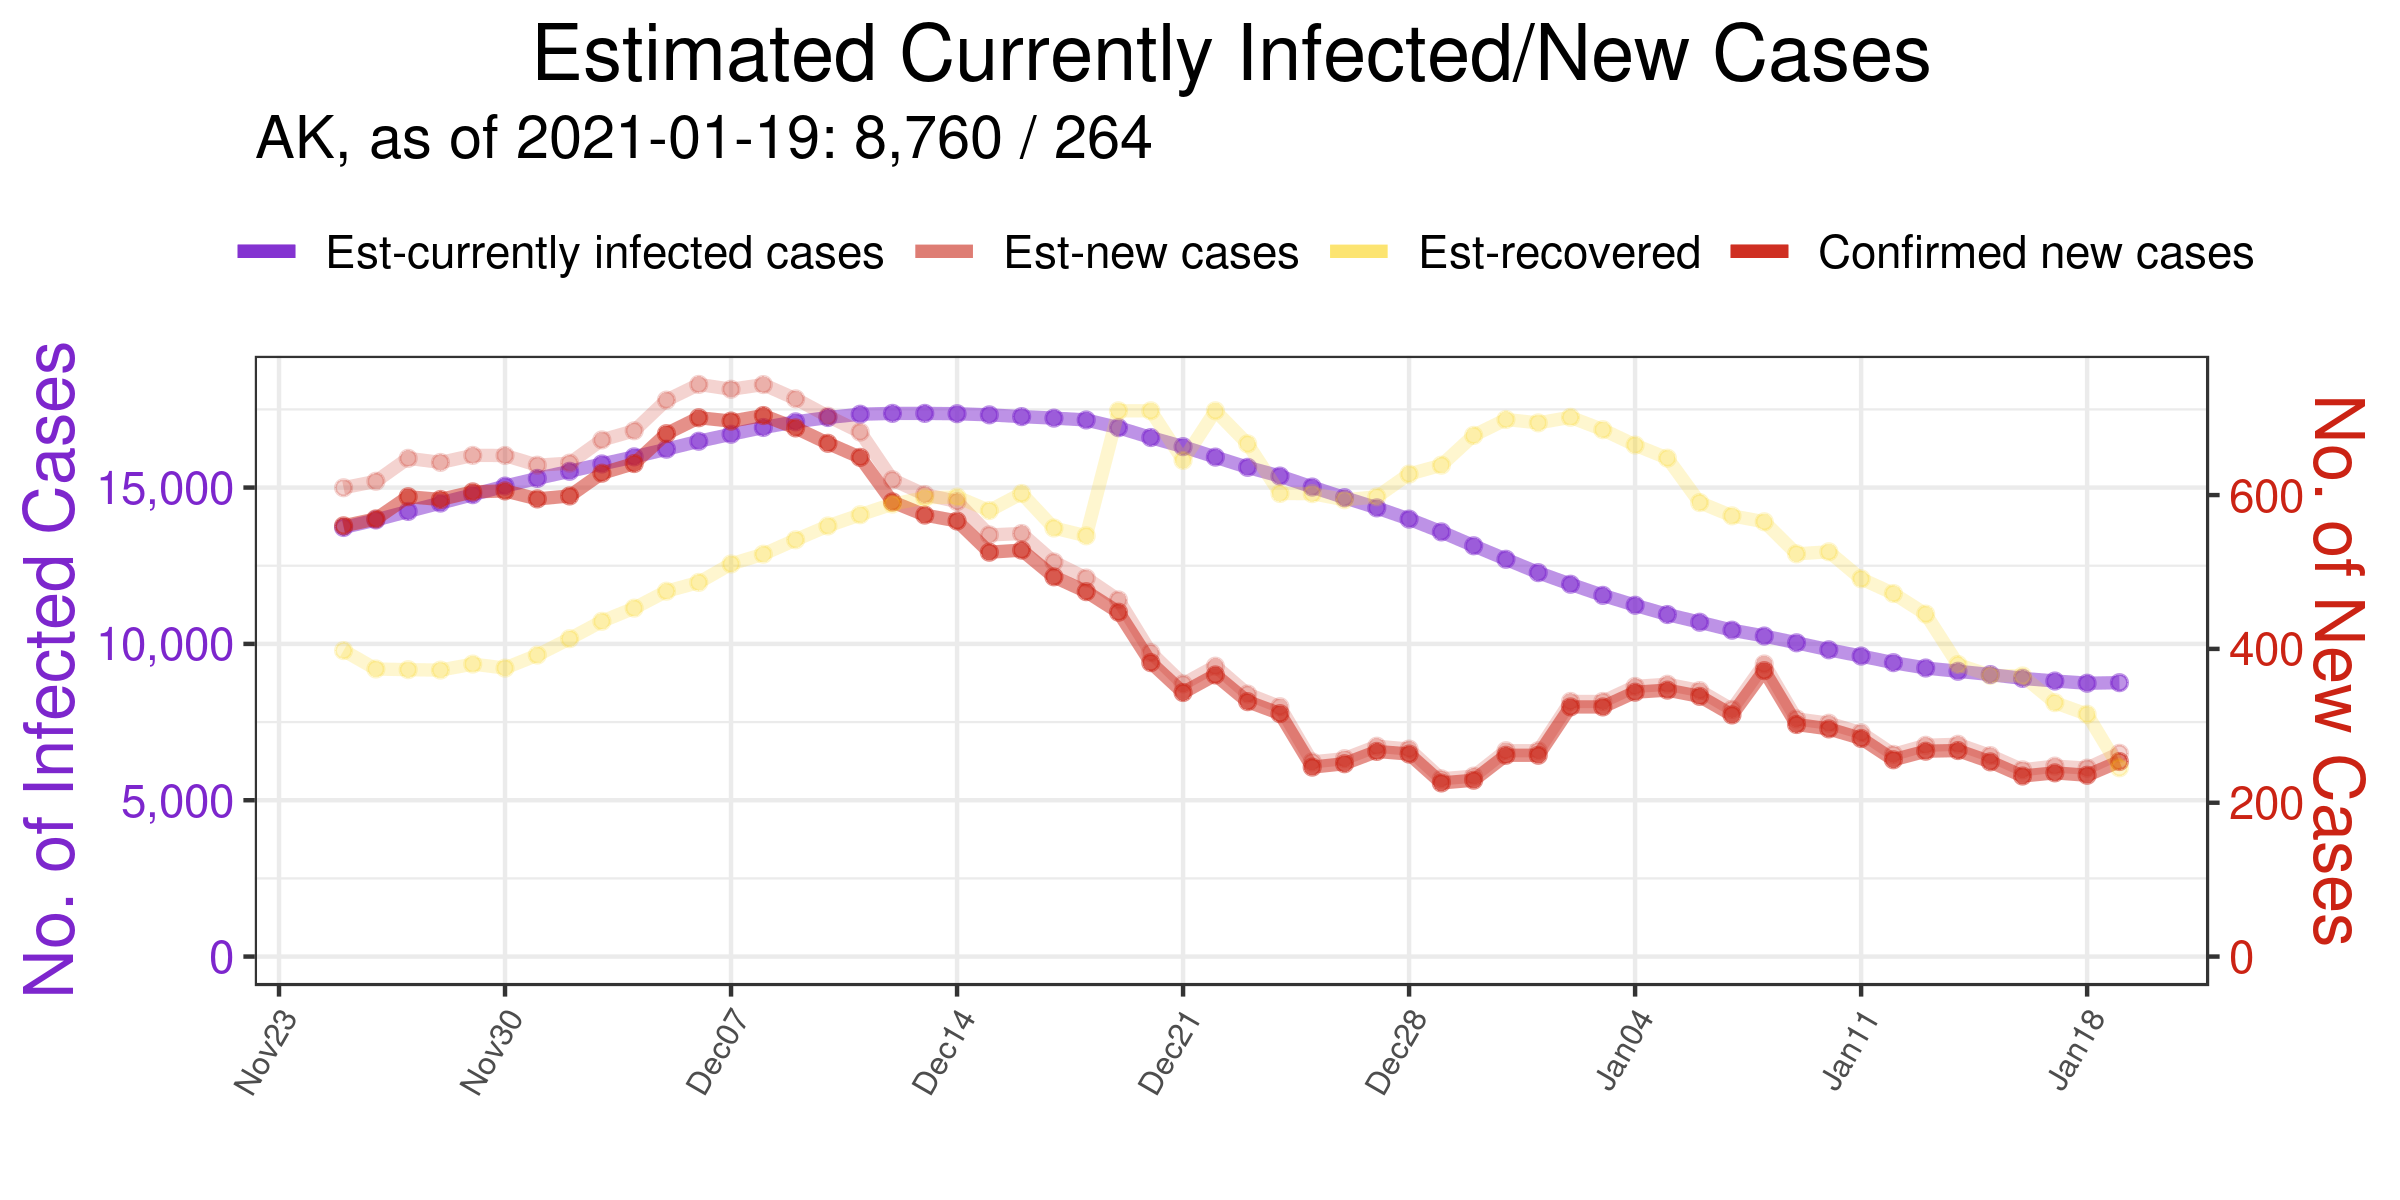 Estimated Currently Infected/New Cases
AK, as of 2021-01-19: 8,760 / 264
Est-currently infected cases Est-new cases Est-recovered Confirmed new cases
No. of Infected Cases
15,000
10,000
5,000
0
600
400
200
0
No. of New Cases
Nov23 Nov30 Dec07 Dec14 Dec21 Dec28 Jan04 Jan11 Jan18